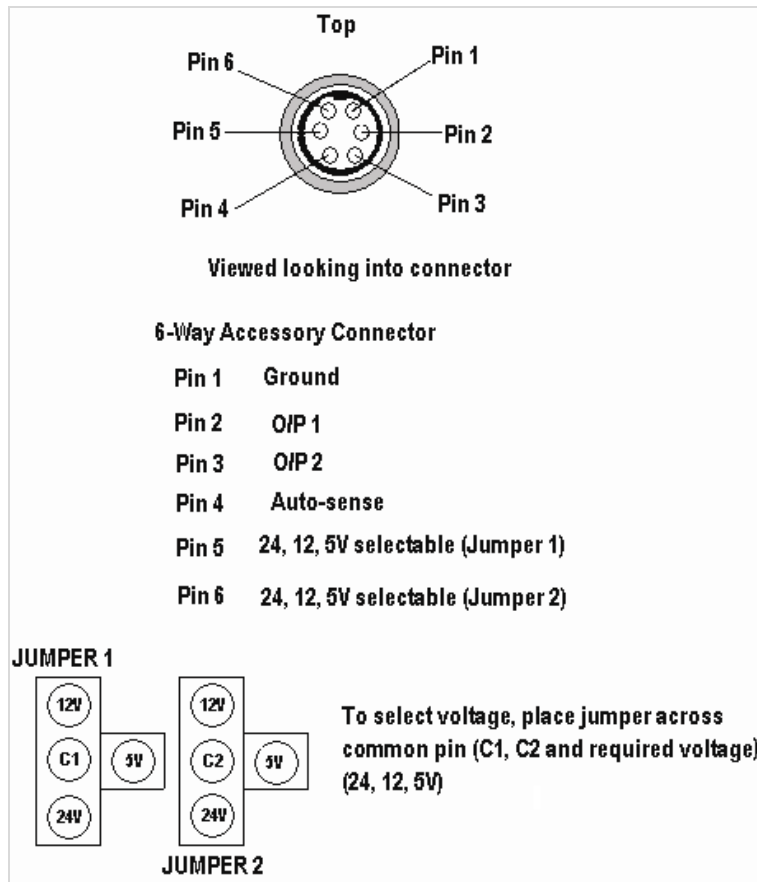 Top
Pin 6
Pin 1
Pin 5
Pin 2
Pin 4
Pin 3
Viewed looking into connector
6-Way Accessory Connector
Pin 1 Ground
Pin 2 O/P 1
Pin 3 O/P 2
Pin 4 Auto-sense
Pin 5 24, 12, 5V selectable (Jumper 1)
Pin 6 24, 12, 5V selectable (Jumper 2)
JUMPER 1
12V
C1
5V
24V
12V
C2
5V
24V
JUMPER 2
To select voltage, place jumper across
common pin (C1, C2 and required voltage)
(24, 12, 5V)